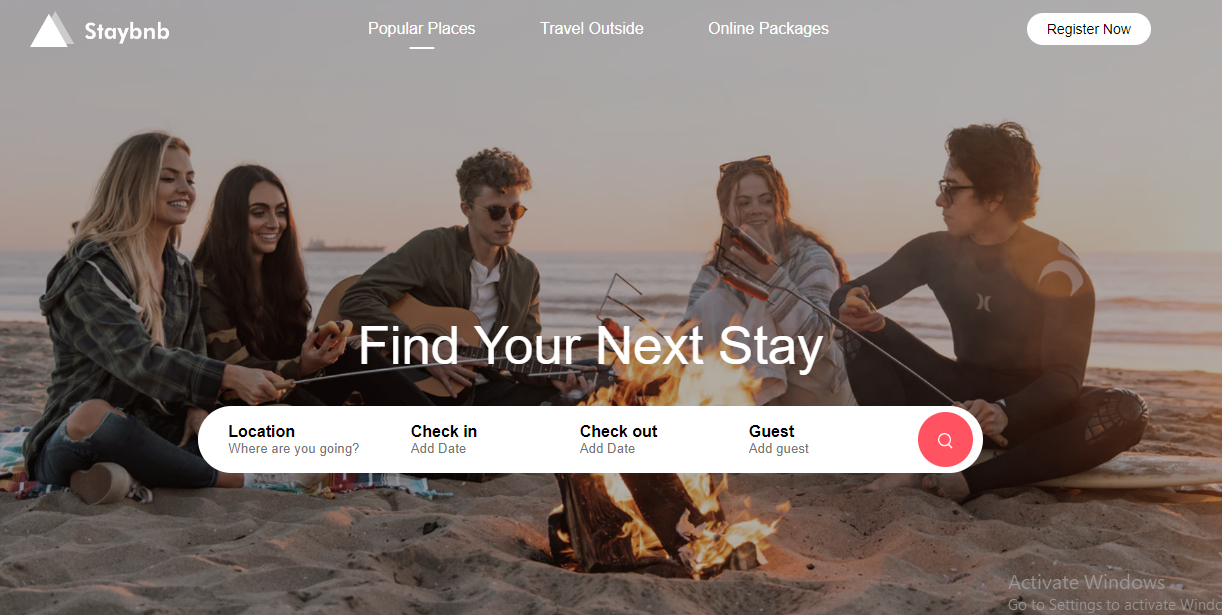 Staybnb
Popular Places
Travel Outside
Online Packages
Register Now
Find Your Next Stay
Location
Where are you going?
Check in
Add Date
Check out
Add Date
Guest
Add guest
Activate Windows
Go to Settings to activate Windo